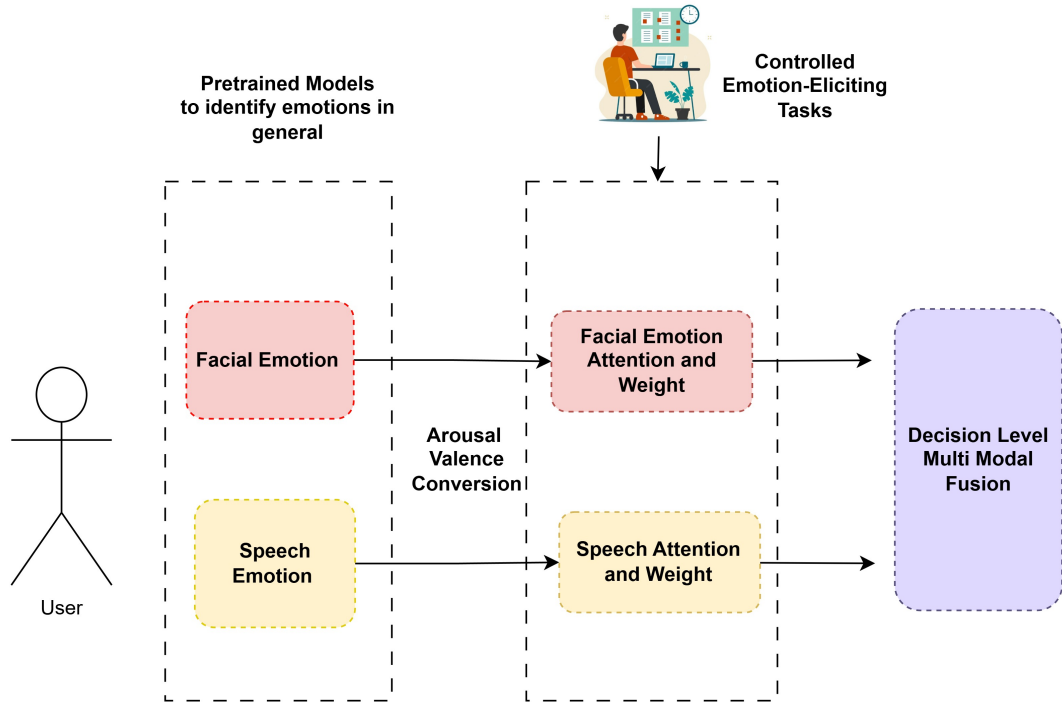 Pretrained Models
to identify emotions in
general
Controlled
Emotion-Eliciting
Tasks
Facial Emotion
Facial Emotion
Attention and
Weight
Arousal
Valence
Conversion
Decision Level
Multi Modal
Fusion
Speech
Emotion
Speech Attention
and Weight
User